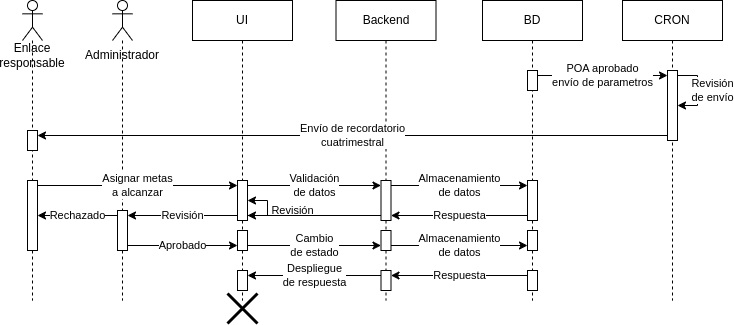 UI
Backend
BD
CRON
Enlace
responsable
Administrador
POA aprobado
envío de parametros
Revisión
de envío
Envío de recordatorio
cuatrimestral
Asignar metas
a alcanzar
Validación
de datos
Almacenamiento
de datos
Rechazado
Revisión
Revisión
Respuesta
Aprobado
Cambio
de estado
Almacenamiento
de datos
Despliegue
de respuesta
Respuesta